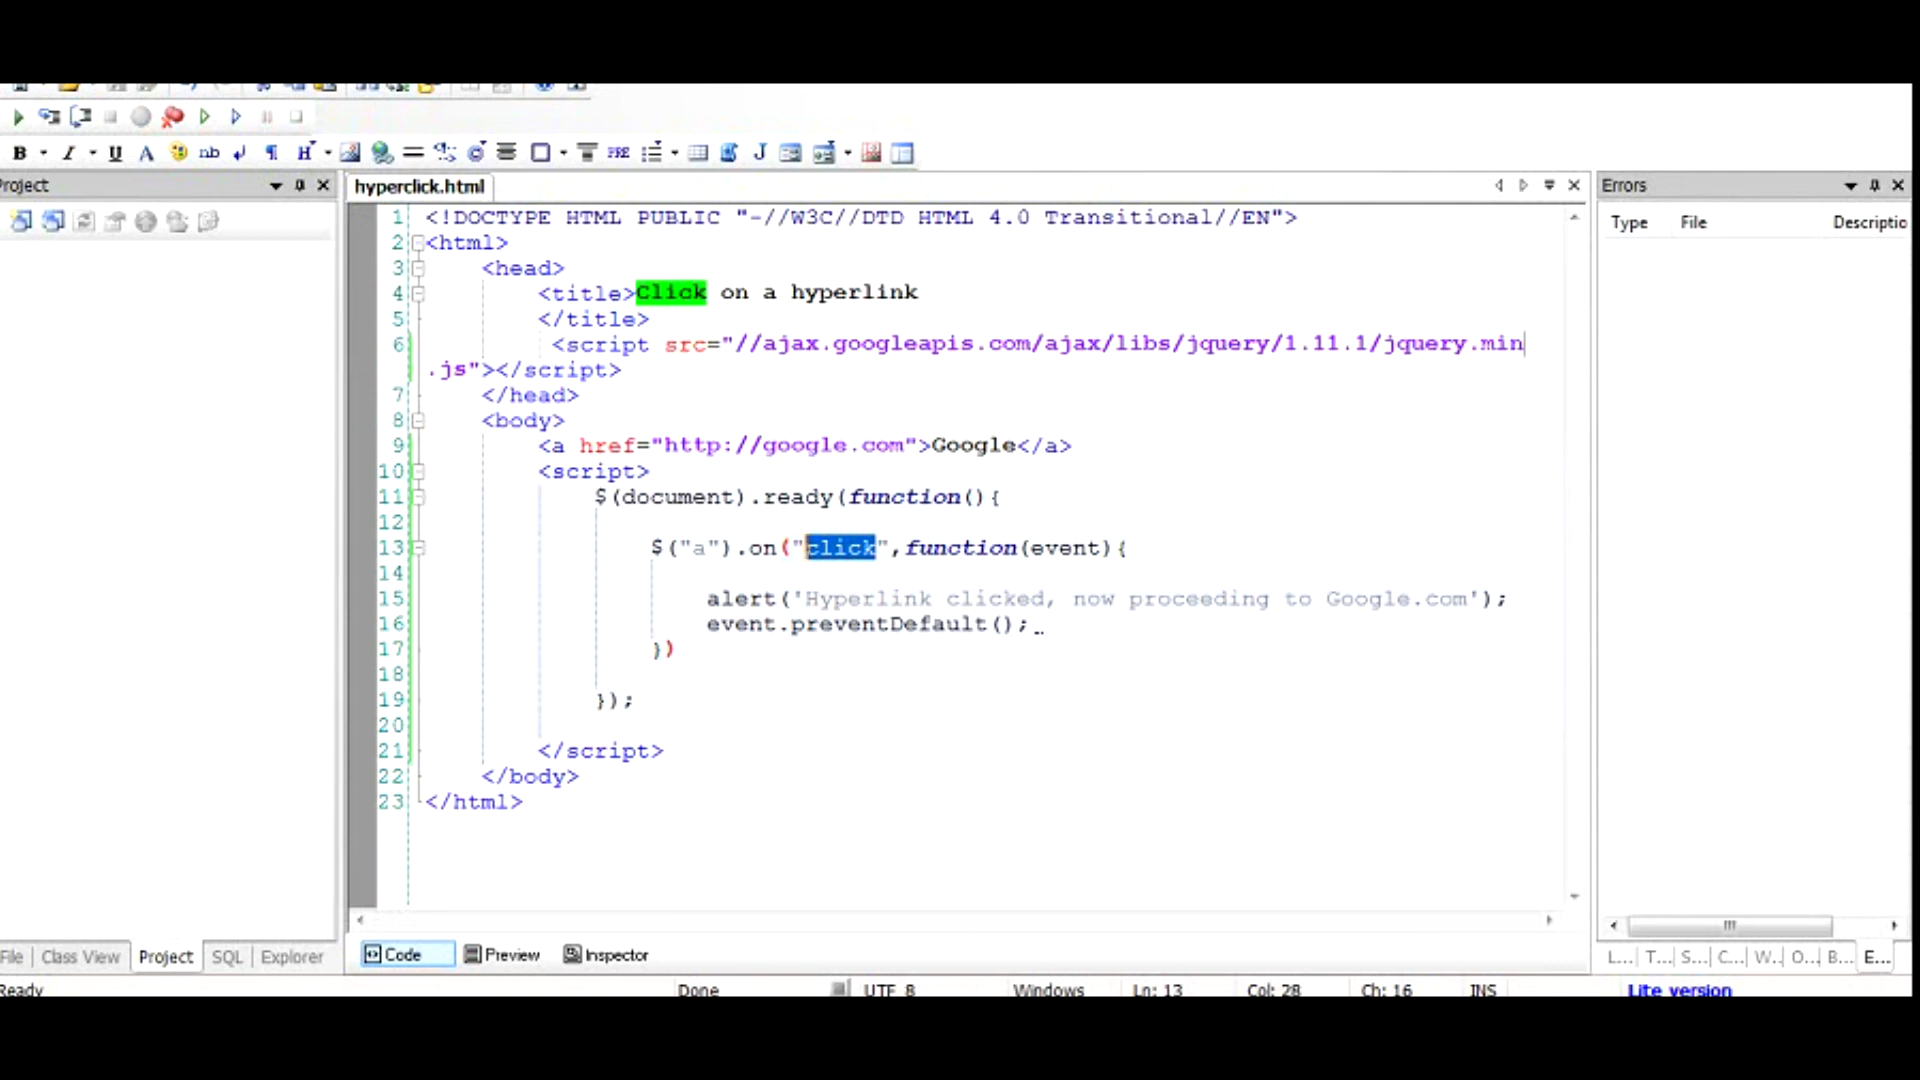 B I U A nb H PRE J
Project
hyperclick.html
Errors
Type File Descriptio
1 <!DOCTYPE HTML PUBLIC "-//W3C//DTD HTML 4.0 Transitional//EN">
2 <html>
3 <head>
4 <title>Click on a hyperlink
5 </title>
6 <script src="//ajax.googleapis.com/ajax/libs/jquery/1.11.1/jquery.min
.js"></script>
7 </head>
8 <body>
9 <a href="http://google.com">Google</a>
10 <script>
11 $(document).ready(function(){
12
13 $("a").on("click",function(event){
14
15 alert('Hyperlink clicked, now proceeding to Google.com');
16 event.preventDefault();
17 })
18
19 });
20
21 </script>
22 </body>
23 </html>
File Class View Project SQL Explorer
Code Preview Inspector
L... T... S... C... W.. O... B... E...
Ready Done UTF 8 Windows Ln: 13 Col: 28 Ch: 16 INS Lite version